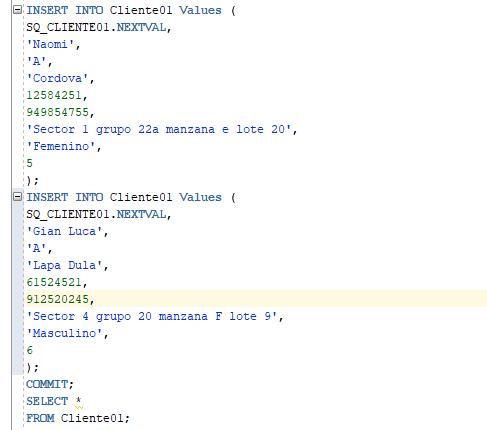 INSERT INTO Cliente01 Values (
SQ_CLIENTE01.NEXTVAL,
'Naomi',
'A',
'Cordova',
12584251,
949854755,
'Sector 1 grupo 22a manzana e lote 20',
'Femenino',
5
);
INSERT INTO Cliente01 Values (
SQ_CLIENTE01.NEXTVAL,
'Gian Luca',
'A',
'Lapa Dula',
61524521,
912520245,
'Sector 4 grupo 20 manzana F lote 9',
'Masculino',
6
);
COMMIT;
SELECT *
FROM Cliente01;